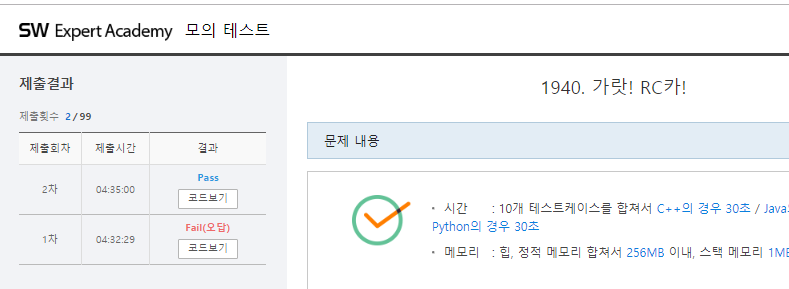 SW Expert Academy 모의 테스트
제출결과
제출횟수 2 / 99
제출회차 제출시간 결과
2차 04:35:00 Pass
코드보기
1차 04:32:29 Fail(오답)
코드보기
1940. 가랏! RC카!
문제 내용
• 시간 : 10개 테스트케이스를 합쳐서 C++의 경우 30초 / Java
Python의 경우 30초
• 메모리 : 힙, 정적 메모리 합쳐서 256MB 이내, 스택 메모리 1MB